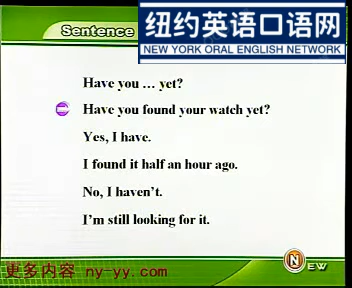 Sentence
纽约英语口语网
NEW YORK ORAL ENGLISH NETWORK
Have you ... yet?
Have you found your watch yet?
Yes, I have.
I found it half an hour ago.
No, I haven't.
I'm still looking for it.
NEW
更多内容 ny-yy.com